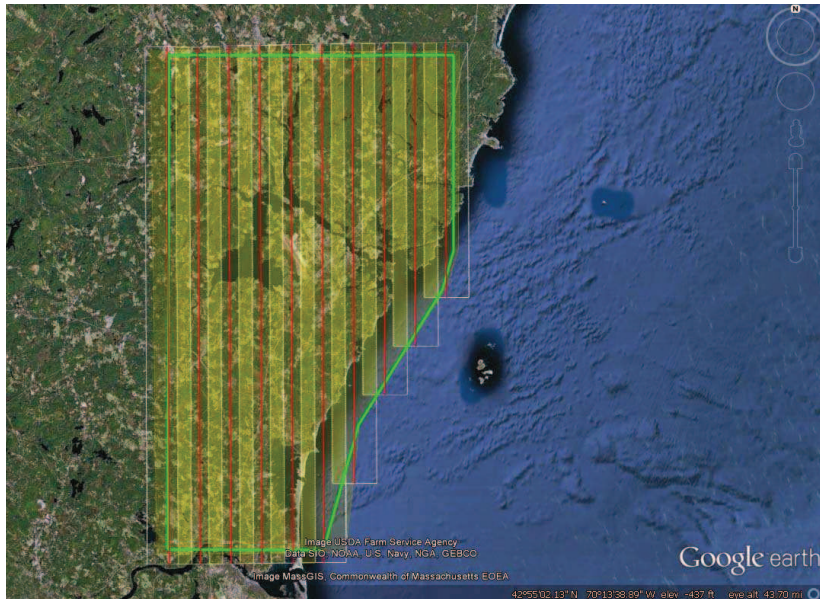 N
Image USDA Farm Service Agency
Data SIO, NOAA, U.S. Navy, NGA, GEBCO
Image MassGIS, Commonwealth of Massachusetts EOEA
Google earth
42°55'02.13" N 70°13'38.89" W elev -437 ft eye alt 43.70 mi